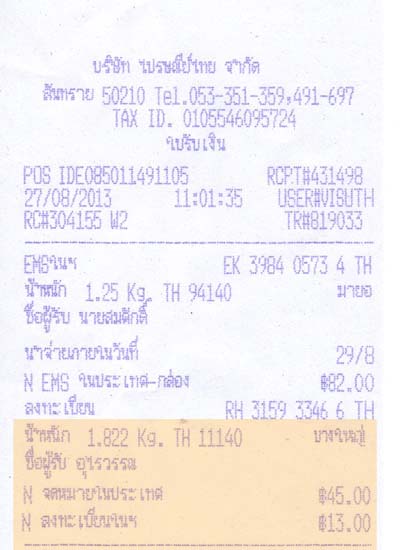 บริษัท ไปรษณีย์ไทย จำกัด
สันทราย 50210 Tel.053-351-359,491-697
TAX ID. 0105546095724
ใบรับเงิน
POS IDE085011491105 RCPT#431498
27/08/2013 11:01:35 USER#VISUTH
RC#304155 W2 TR#819033
EMSในฯ EK 3984 0573 4 TH
น้ำหนัก 1.25 Kg. TH 94140 มายอ
ชื่อผู้รับ นายสมศักดิ์
นำจ่ายภายในวันที่ 29/8
N EMS ในประเทศ-กล่อง ฿82.00
ลงทะเบียน RH 3159 3346 6 TH
น้ำหนัก 1.822 Kg. TH 11140 บางใหญ่
ชื่อผู้รับ อุไรวรรณ
N จดหมายในประเทศ ฿45.00
N ลงทะเบียนในฯ ฿13.00